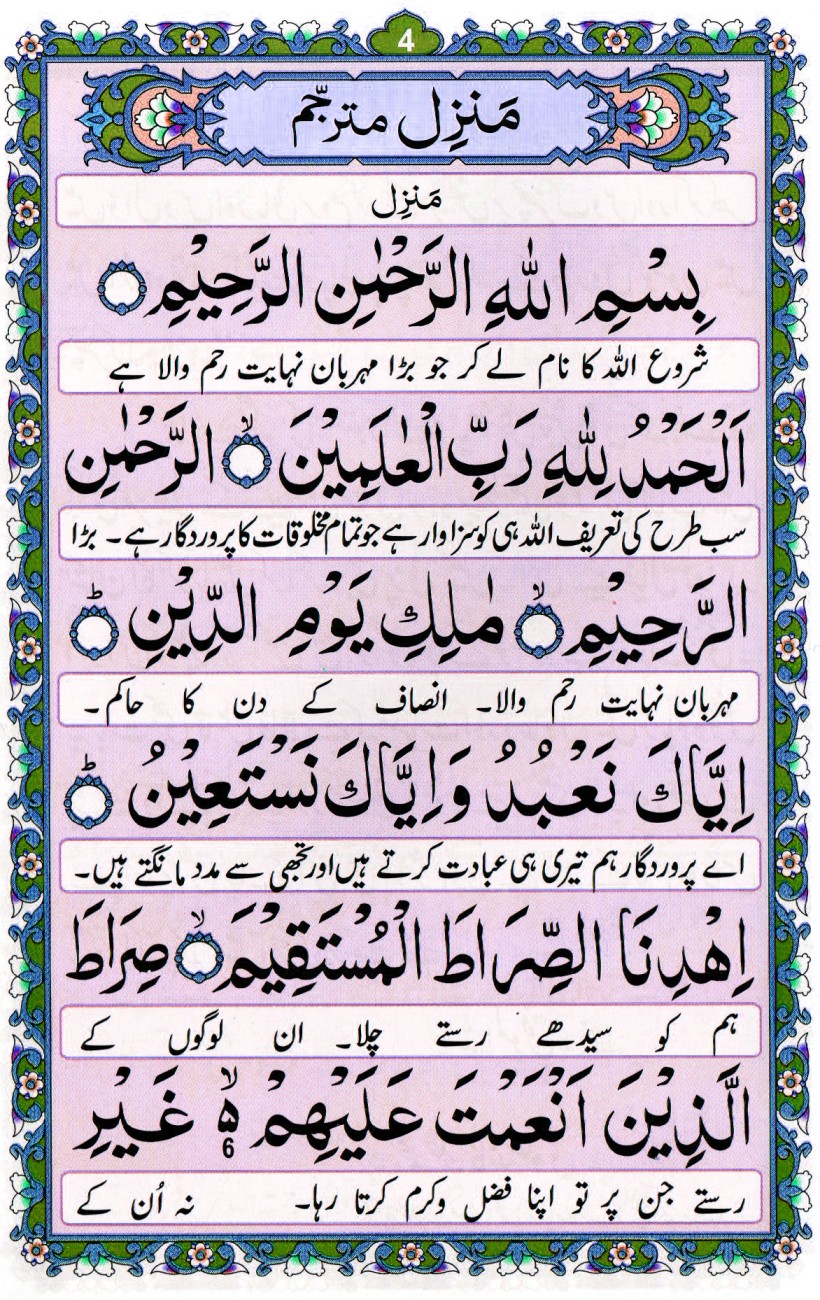 4
مَنزِل مترجّم
مَنزِل
بِسْمِ اللهِ الرَّحْمٰنِ الرَّحِيْمِ
شروع اللہ کا نام لے کر جو بڑا مہربان نہایت رحم والا ہے
اَلْحَمْدُ لِلّٰهِ رَبِّ الْعٰلَمِيْنَ ۙ الرَّحْمٰنِ
سب طرح کی تعریف اللہ ہی کو سزاوار ہے جو تمام مخلوقات کا پروردگار ہے۔ بڑا
الرَّحِيْمِ ۙ مٰلِكِ يَوْمِ الدِّيْنِ ؕ
مہربان نہایت رحم والا۔ انصاف کے دن کا حاکم۔
اِيَّاكَ نَعْبُدُ وَاِيَّاكَ نَسْتَعِيْنُ ؕ
اے پروردگار ہم تیری ہی عبادت کرتے ہیں اور تجھی سے مدد مانگتے ہیں۔
اِهْدِنَا الصِّرَاطَ الْمُسْتَقِيْمَ ۙ صِرَاطَ
ہم کو سیدھے رستے چلا۔ ان لوگوں کے
الَّذِيْنَ اَنْعَمْتَ عَلَيْهِمْ ۙ۵ 6 غَيْرِ
رستے جن پر تو اپنا فضل وکرم کرتا رہا۔ نہ اُن کے